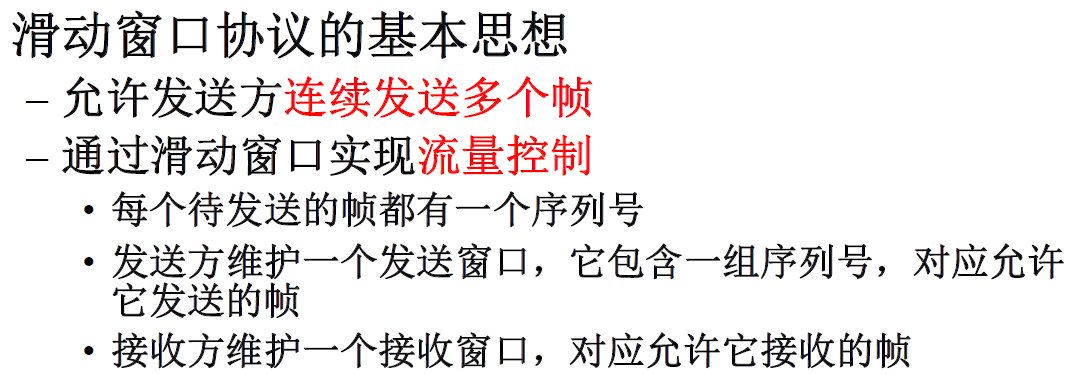 滑动窗口协议的基本思想
– 允许发送方连续发送多个帧
– 通过滑动窗口实现流量控制
• 每个待发送的帧都有一个序列号
• 发送方维护一个发送窗口，它包含一组序列号，对应允许
它发送的帧
• 接收方维护一个接收窗口，对应允许它接收的帧